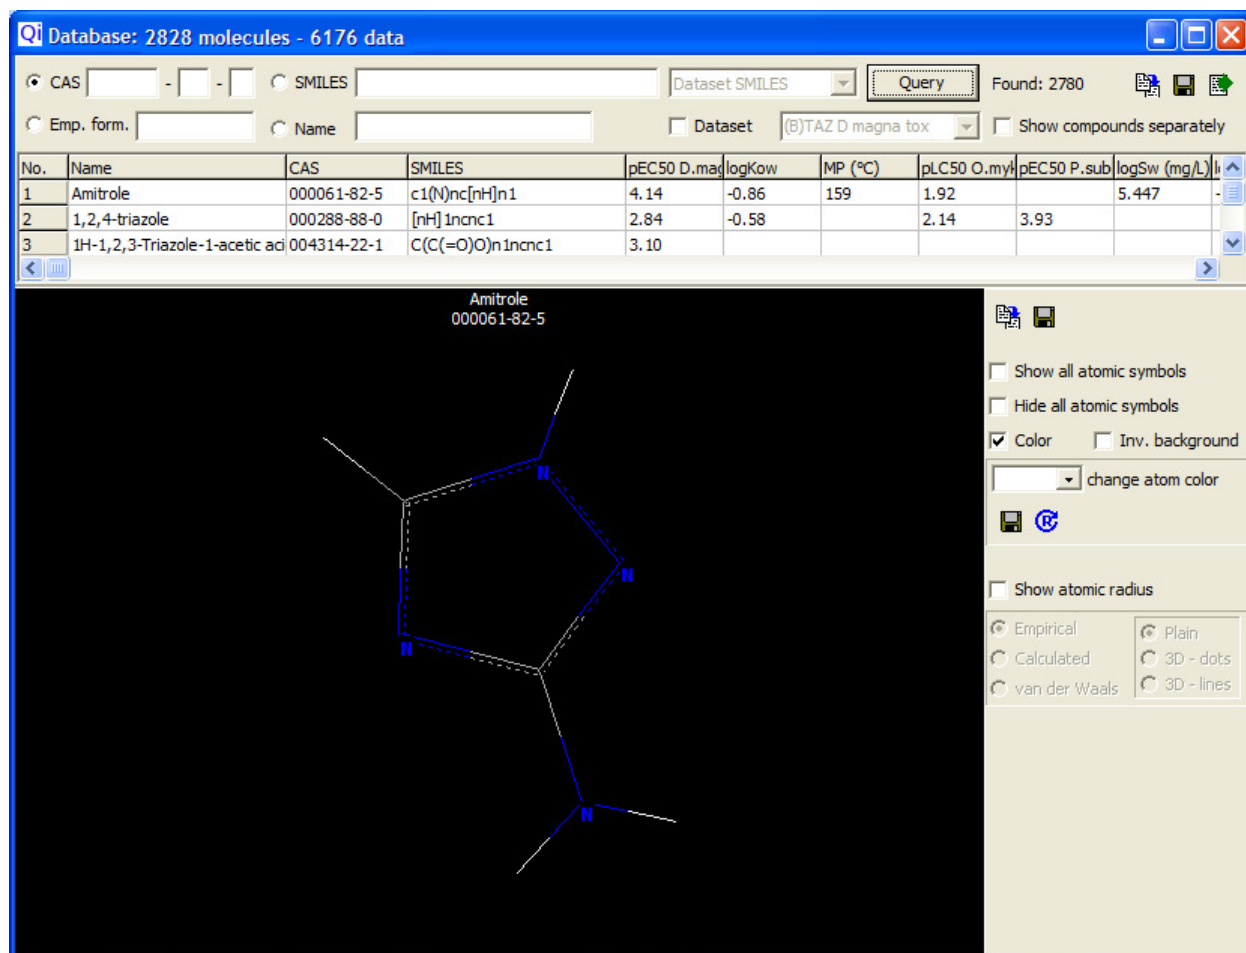 Qi Database: 2828 molecules - 6176 data
CAS - - SMILES Dataset SMILES Query Found: 2780
Emp. form. Name Dataset (B)TAZ D magna tox Show compounds separately
No. Name CAS SMILES pEC50 D.mag logKow MP (ºC) pLC50 O.myk pEC50 P.sub logSw (mg/L)
1 Amitrole 000061-82-5 c1(N)nc[nH]n1 4.14 -0.86 159 1.92 5.447
2 1,2,4-triazole 000288-88-0 [nH]1ncnc1 2.84 -0.58 2.14 3.93
3 1H-1,2,3-Triazole-1-acetic aci 004314-22-1 C(C(=O)O)n1ncnc1 3.10
Amitrole
000061-82-5
N
N
N
N
Show all atomic symbols
Hide all atomic symbols
Color Inv. background
change atom color
R
Show atomic radius
Empirical Plain
Calculated 3D - dots
van der Waals 3D - lines